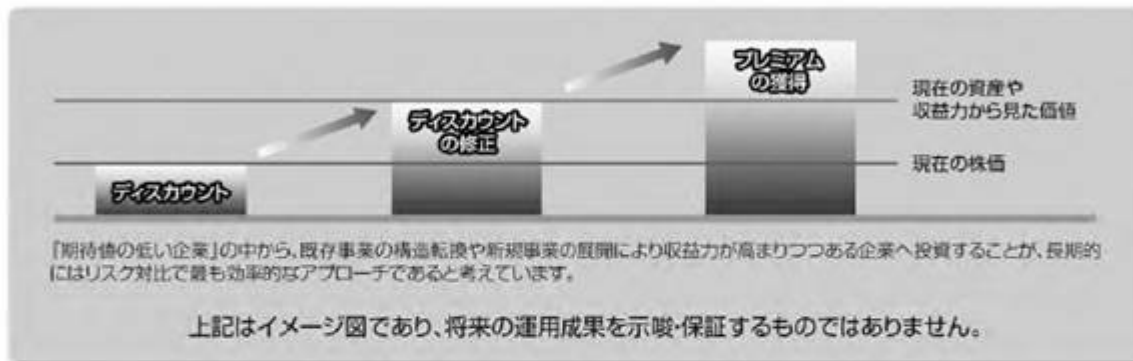 プレミアム
の獲得
現在の資産や
収益力から見た価値
ディスカウント
の修正
現在の株価
ディスカウント
「期待値の低い企業」の中から、既存事業の構造転換や新規事業の展開により収益力が高まりつつある企業へ投資することが、長期的
にはリスク対比で最も効率的なアプローチであると考えています。
上記はイメージ図であり、将来の運用成果を示唆・保証するものではありません。